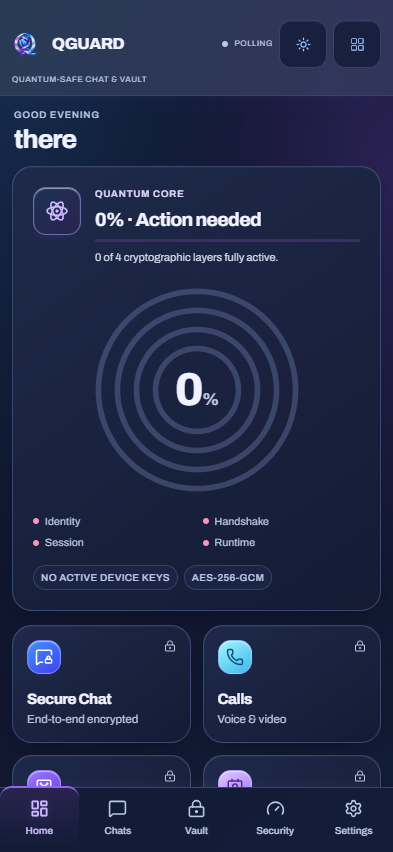 QGUARD
POLLING
QUANTUM-SAFE CHAT & VAULT
GOOD EVENING
there
QUANTUM CORE
0% · Action needed
0 of 4 cryptographic layers fully active.
0%
Identity
Handshake
Session
Runtime
NO ACTIVE DEVICE KEYS
AES-256-GCM
Secure Chat
End-to-end encrypted
Calls
Voice & video
Home
Chats
Vault
Security
Settings